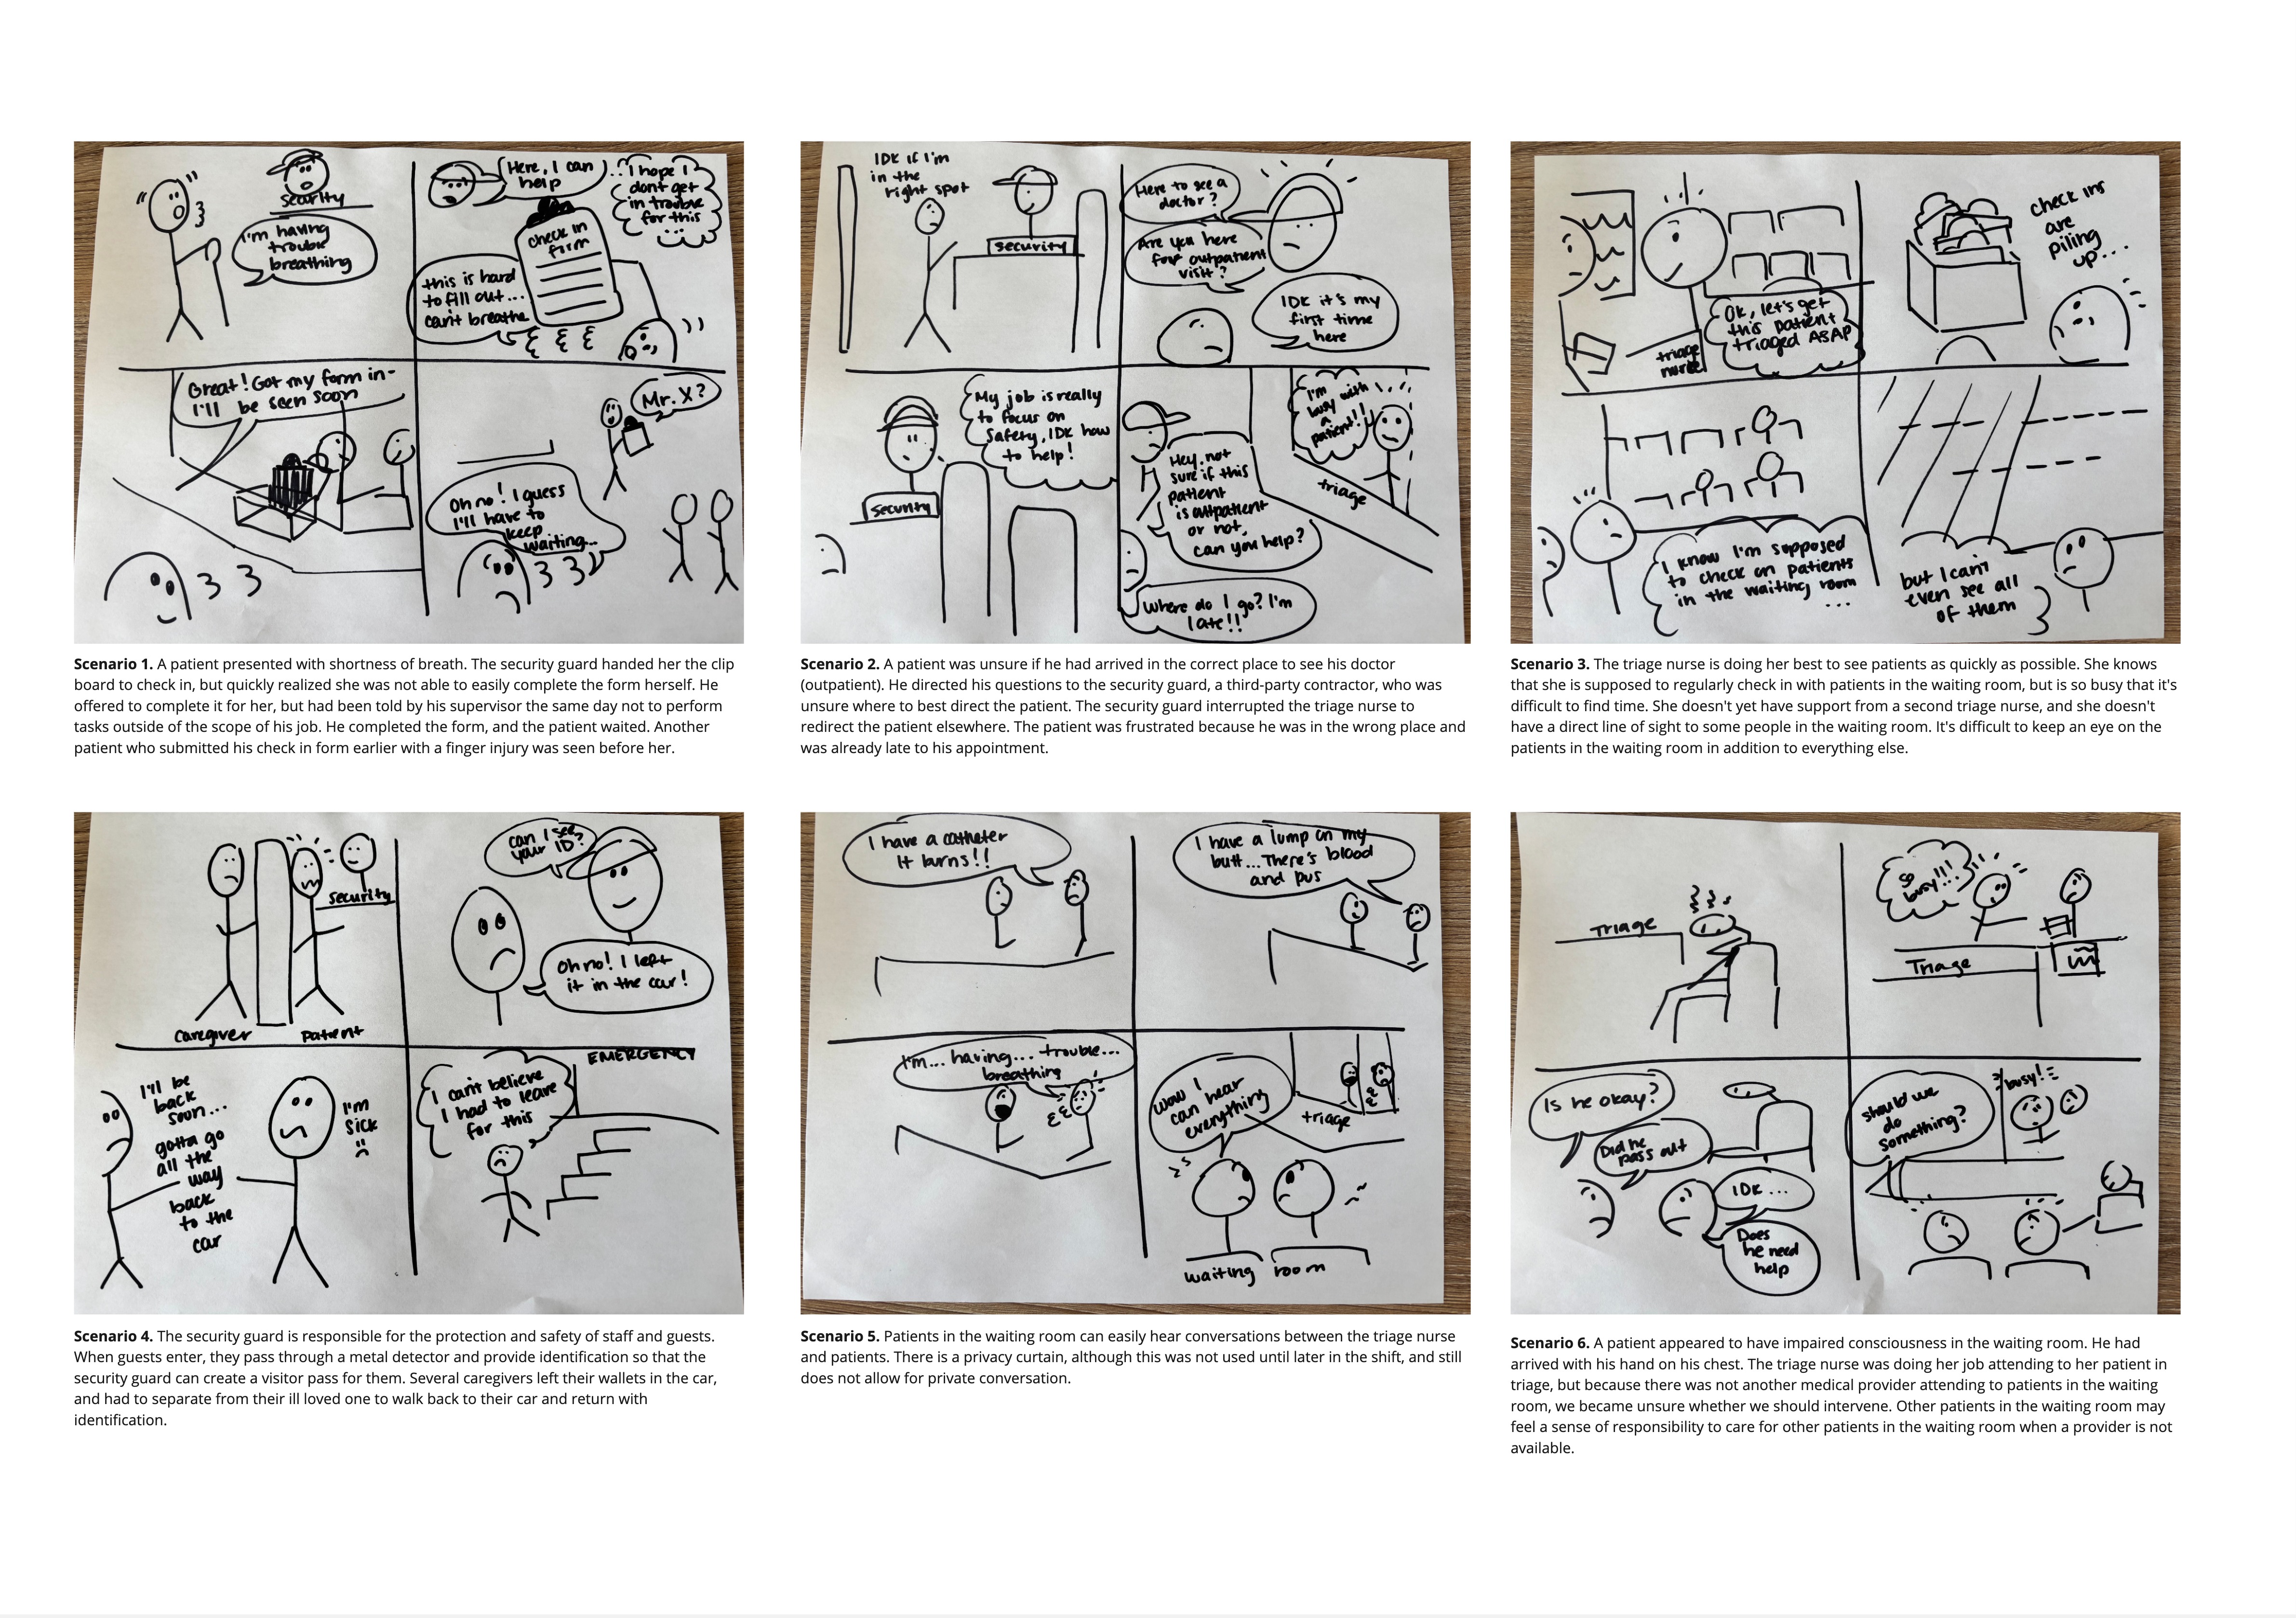 I'm having
trouble
breathing
security
Here, I can
help
I hope I
dont get
in trouble
for this
...
check in
form
this is hard
to fill out...
can't breathe
Great! Got my form in-
I'll be seen soon
Mr. X?
Oh no! I guess
I'll have to
keep
waiting...
Scenario 1. A patient presented with shortness of breath. The security guard handed her the clip
board to check in, but quickly realized she was not able to easily complete the form herself. He
offered to complete it for her, but had been told by his supervisor the same day not to perform
tasks outside of the scope of his job. He completed the form, and the patient waited. Another
patient who submitted his check in form earlier with a finger injury was seen before her.
IDK if I'm
in the
right spot
security
Here to see a
doctor?
Are you here
for outpatient
visit?
IDK it's my
first time
here
My job is really
to focus on
safety, IDK how
to help!
security
I'm
busy with
a
patient!!
Hey, not
sure if this
patient
is outpatient
or not,
can you help?
triage
Where do I go? I'm
late!!
Scenario 2. A patient was unsure if he had arrived in the correct place to see his doctor
(outpatient). He directed his questions to the security guard, a third-party contractor, who was
unsure where to best direct the patient. The security guard interrupted the triage nurse to
redirect the patient elsewhere. The patient was frustrated because he was in the wrong place and
was already late to his appointment.
Ok, let's get
this patient
triaged ASAP
triage
nurse
check ins
are
piling
up...
I know I'm supposed
to check on patients
in the waiting room
...
but I can't
even see all
of them
Scenario 3. The triage nurse is doing her best to see patients as quickly as possible. She knows
that she is supposed to regularly check in with patients in the waiting room, but is so busy that it's
difficult to find time. She doesn't yet have support from a second triage nurse, and she doesn't
have a direct line of sight to some people in the waiting room. It's difficult to keep an eye on the
patients in the waiting room in addition to everything else.
security
caregiver
patient
can I see
your ID?
Oh no! I left
it in the car!
I'll be
back
soon...
gotta go
all the
way
back
to the
car
I'm
sick
I can't believe
I had to leave
for this
EMERGENCY
Scenario 4. The security guard is responsible for the protection and safety of staff and guests.
When guests enter, they pass through a metal detector and provide identification so that the
security guard can create a visitor pass for them. Several caregivers left their wallets in the car,
and had to separate from their ill loved one to walk back to their car and return with
identification.
I have a catheter
It burns!!
I have a lump on my
butt...There's blood
and pus
I'm... having... trouble...
breathing
wow I
can hear
everything
triage
waiting room
Scenario 5. Patients in the waiting room can easily hear conversations between the triage nurse
and patients. There is a privacy curtain, although this was not used until later in the shift, and still
does not allow for private conversation.
Triage
So
busy!!!
Triage
Is he okay?
Did he
pass out
IDK...
Does
he need
help
should we
do
something?
busy!
Scenario 6. A patient appeared to have impaired consciousness in the waiting room. He had
arrived with his hand on his chest. The triage nurse was doing her job attending to her patient in
triage, but because there was not another medical provider attending to patients in the waiting
room, we became unsure whether we should intervene. Other patients in the waiting room may
feel a sense of responsibility to care for other patients in the waiting room when a provider is not
available.